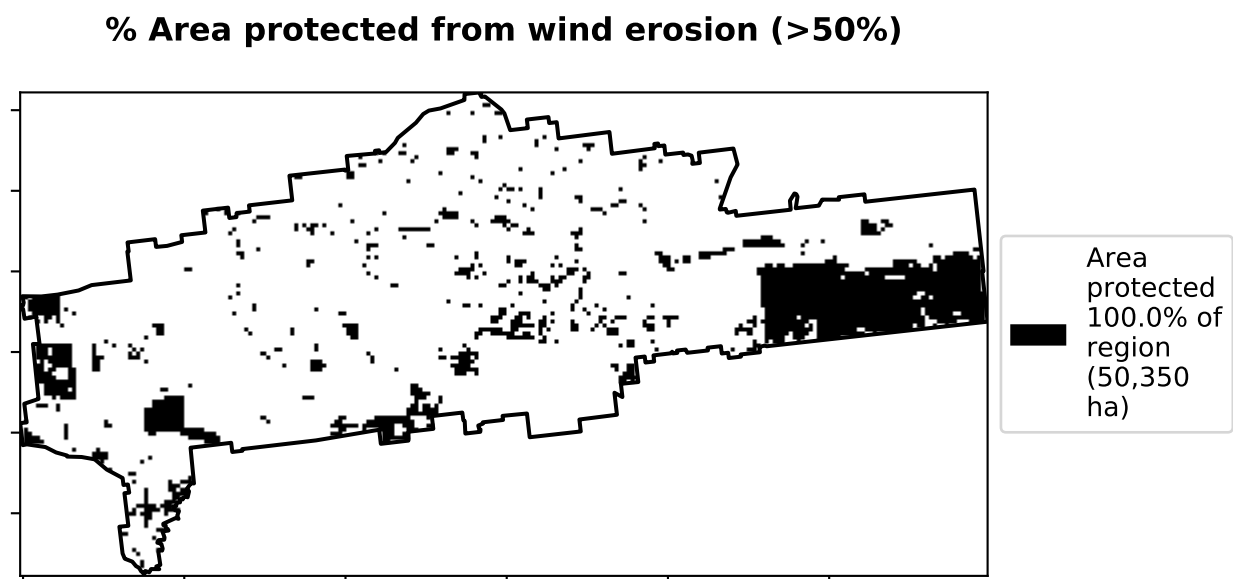 % Area protected from wind erosion (>50%)
Area
protected
100.0% of
region
(50,350
ha)